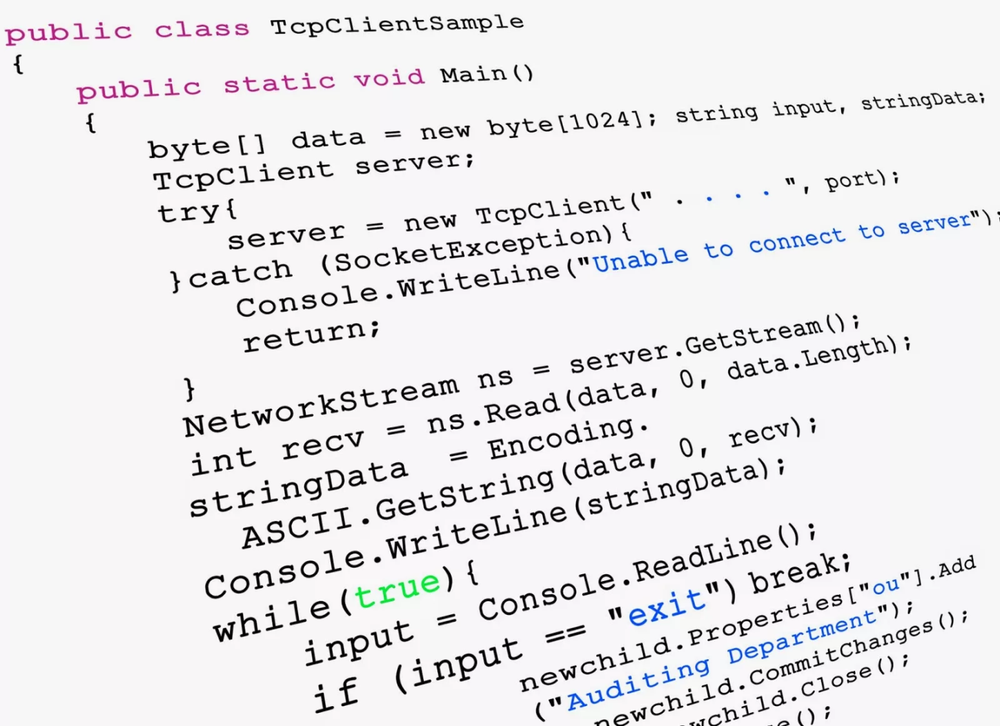 public class TcpClientSample
{
public static void Main()
{
byte[] data = new byte[1024]; string input, stringData;
TcpClient server;
try{
server = new TcpClient(" . . . . ", port);
}catch (SocketException){
Console.WriteLine("Unable to connect to server");
return;
}
NetworkStream ns = server.GetStream();
int recv = ns.Read(data, 0, data.Length);
stringData = Encoding.
ASCII.GetString(data, 0, recv);
Console.WriteLine(stringData);
while(true){
input = Console.ReadLine();
if (input == "exit") break;
newchild.Properties["ou"].Add
("Auditing Department");
newchild.CommitChanges();
wchild.Close();
e();